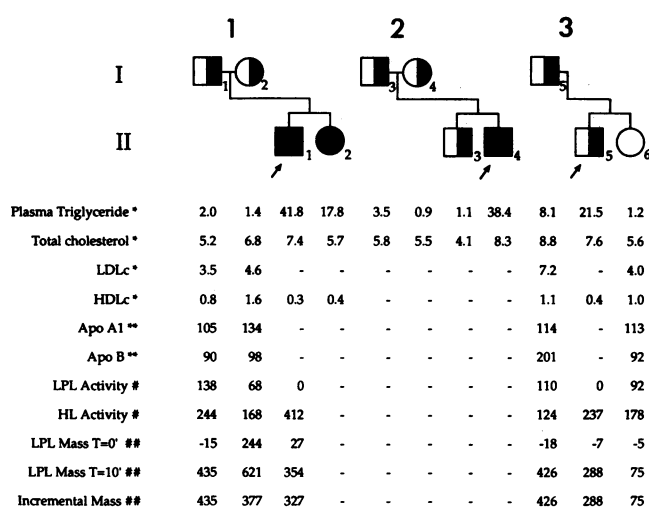 1 2 3
I 1 2 3 4 5
II 1 2 3 4 5 6
Plasma Triglyceride * 2.0 1.4 41.8 17.8 3.5 0.9 1.1 38.4 8.1 21.5 1.2
Total cholesterol * 5.2 6.8 7.4 5.7 5.8 5.5 4.1 8.3 8.8 7.6 5.6
LDLc * 3.5 4.6 - - - - - - 7.2 - 4.0
HDLc * 0.8 1.6 0.3 0.4 - - - - 1.1 0.4 1.0
Apo A1 ** 105 134 - - - - - - 114 - 113
Apo B ** 90 98 - - - - - - 201 - 92
LPL Activity # 138 68 0 - - - - - 110 0 92
HL Activity # 244 168 412 - - - - - 124 237 178
LPL Mass T=0' ## -15 244 27 - - - - - -18 -7 -5
LPL Mass T=10' ## 435 621 354 - - - - - 426 288 75
Incremental Mass ## 435 377 327 - - - - - 426 288 75